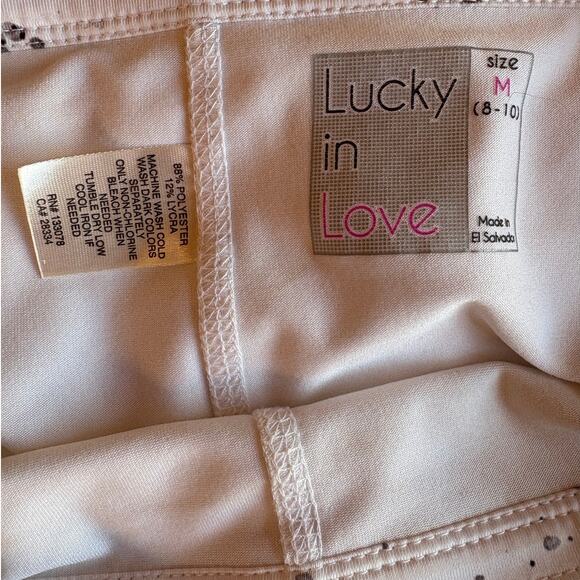 Lucky
in
Love
size
M
(8-10)
Made in
El Salvado
88% POLYESTER
12% LYCRA
MACHINE WASH COLD
WASH DARK COLORS
SEPARATELY
ONLY NON-CHLORINE
BLEACH WHEN
NEEDED
TUMBLE DRY LOW
COOL IRON IF
NEEDED
RN# 133078
CA# 28334